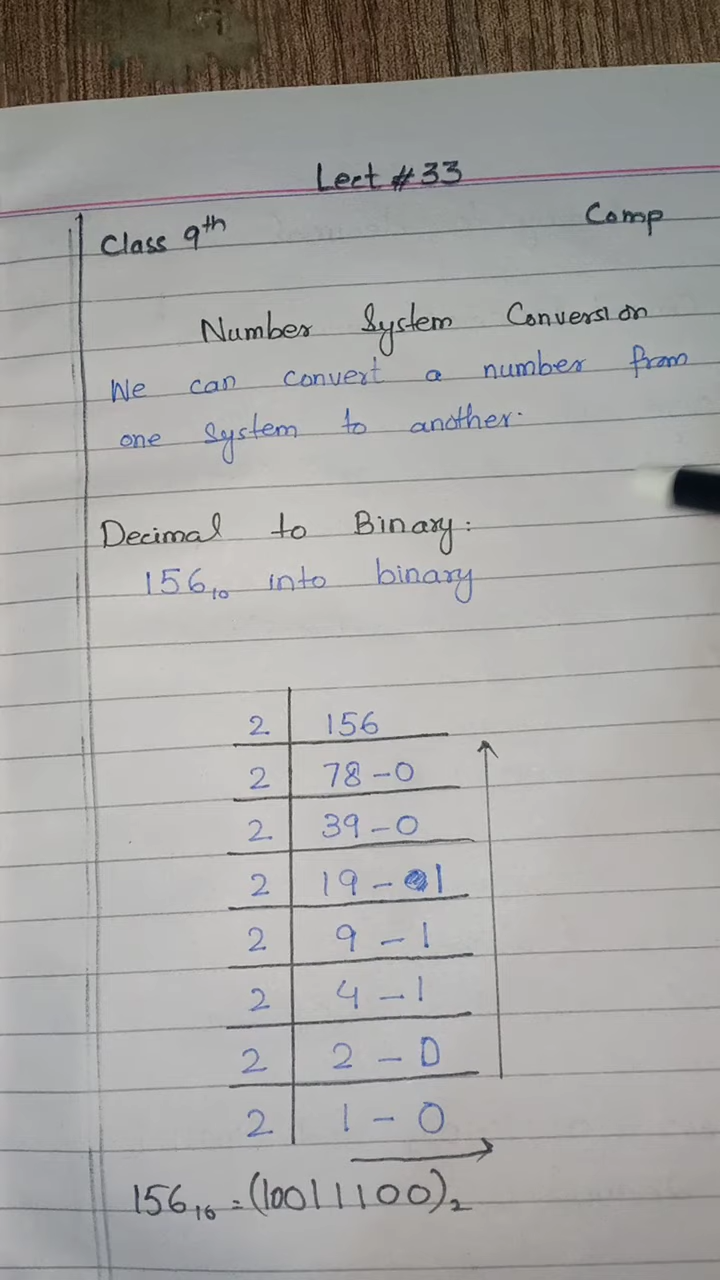 Lect # 33
Class 9th Comp
Number System Conversion
We can convert a number from
one system to another.
Decimal to Binary:
156₁₀ into binary
2 156
2 78 - 0
2 39 - 0
2 19 - 1
2 9 - 1
2 4 - 1
2 2 - 0
2 1 - 0
156₁₆ = (10011100)₂